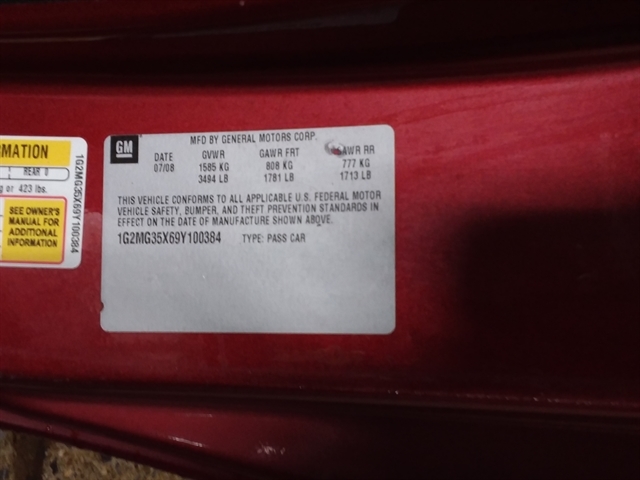 GM
MFD BY GENERAL MOTORS CORP.
DATE GVWR GAWR FRT GAWR RR
07/08 1585 KG 808 KG 777 KG
3494 LB 1781 LB 1713 LB
THIS VEHICLE CONFORMS TO ALL APPLICABLE U.S. FEDERAL MOTOR
VEHICLE SAFETY, BUMPER, AND THEFT PREVENTION STANDARDS IN
EFFECT ON THE DATE OF MANUFACTURE SHOWN ABOVE.
1G2MG35X69Y100384 TYPE: PASS CAR
MATION
REAR 0
or 423 lbs.
SEE OWNER'S
MANUAL FOR
ADDITIONAL
INFORMATION
1G2MG35X69Y100384